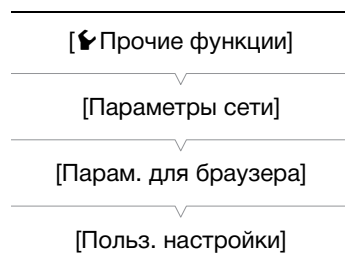 [Прочие функции]
[Параметры сети]
[Парам. для браузера]
[Польз. настройки]